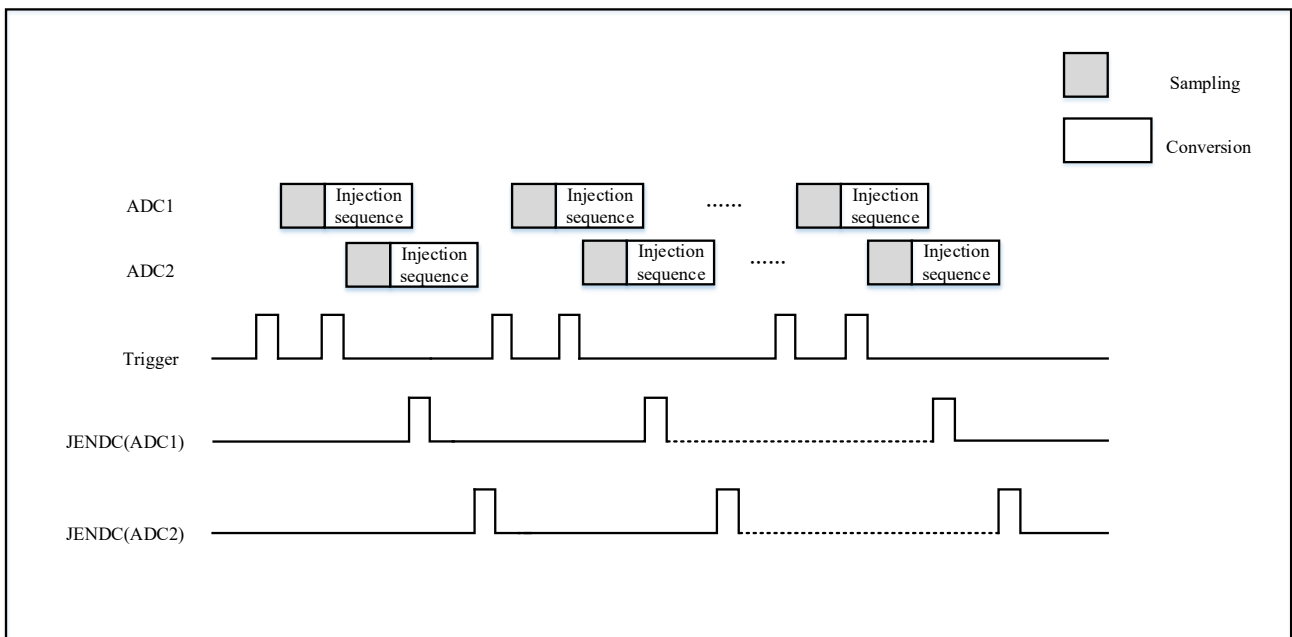 Sampling
Conversion
ADC1
Injection
sequence
Injection
sequence
......
Injection
sequence
ADC2
Injection
sequence
Injection
sequence
......
Injection
sequence
Trigger
JENDC(ADC1)
JENDC(ADC2)